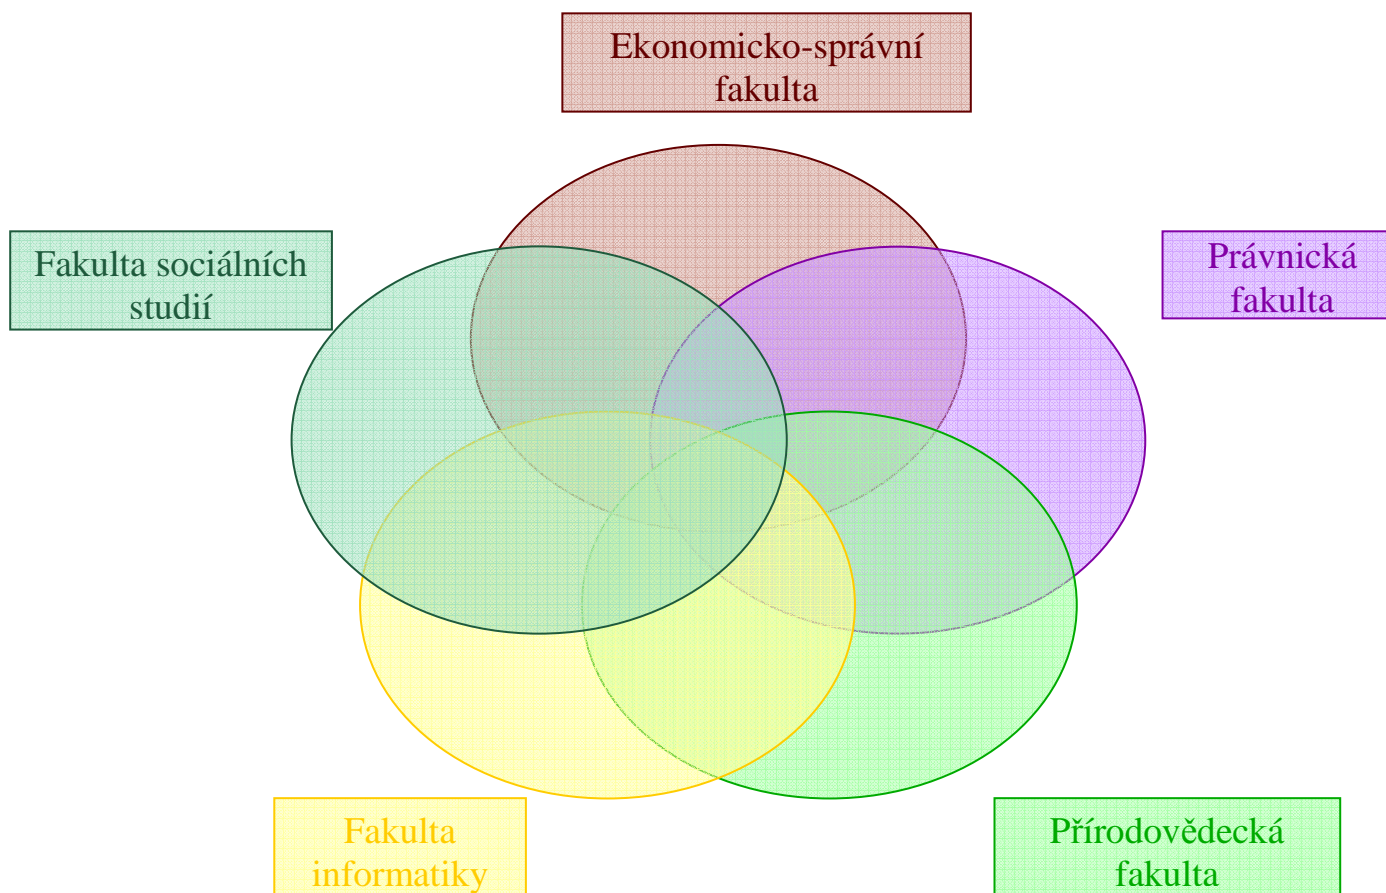 Ekonomicko-správní
fakulta
Fakulta sociálních
studií
Právnická
fakulta
Fakulta
informatiky
Přírodovědecká
fakulta